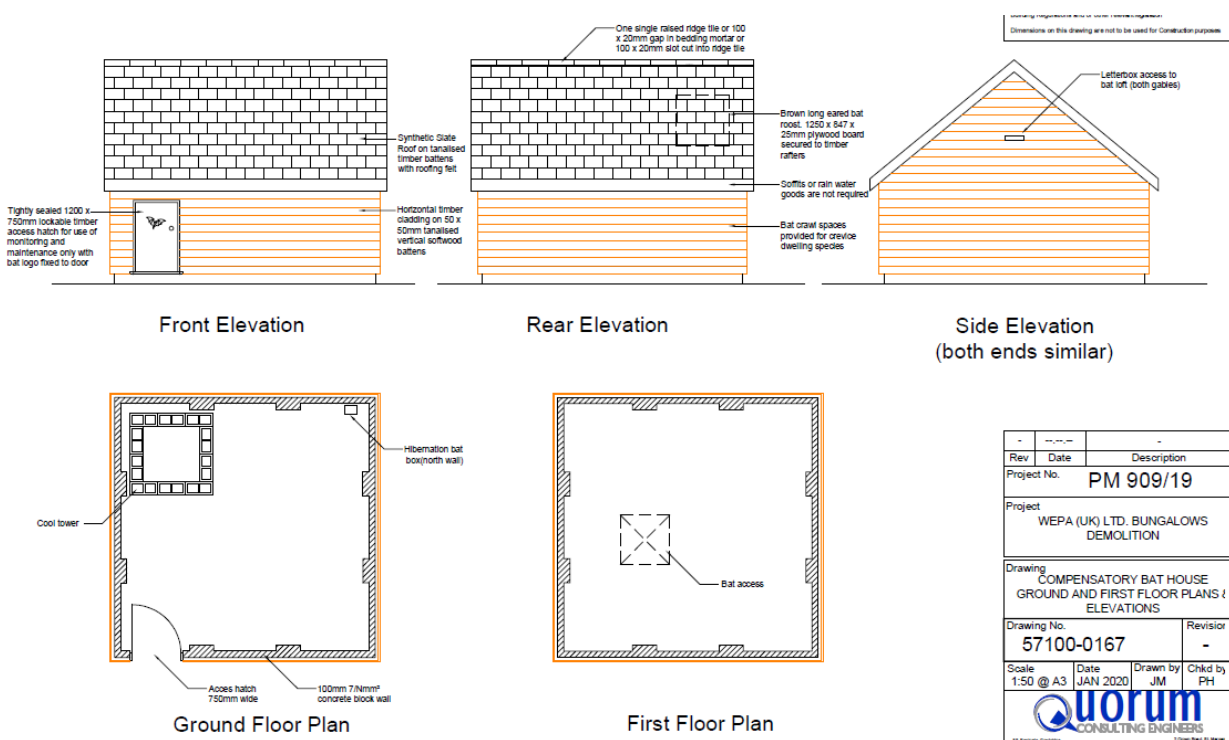 Building Regulations and or other relevant legislation
Dimensions on this drawing are not to be used for Construction purposes
One single raised ridge tile or 100
x 20mm gap in bedding mortar or
100 x 20mm slot cut into ridge tile
Letterbox access to
bat loft (both gables)
Synthetic Slate
Roof on tanalised
timber battens
with roofing felt
Brown long eared bat
roost. 1250 x 847 x
25mm plywood board
secured to timber
rafters
Soffits or rain water
goods are not required
Tightly sealed 1200 x
750mm lockable timber
access hatch for use of
monitoring and
maintenance only with
bat logo fixed to door
Horizontal timber
cladding on 50 x
50mm tanalised
vertical softwood
battens
Bat crawl spaces
provided for crevice
dwelling species
Front Elevation
Rear Elevation
Side Elevation
(both ends similar)
Hibernation bat
box(north wall)
Cool tower
Bat access
Acces hatch
750mm wide
100mm 7/Nmm²
concrete block wall
Ground Floor Plan
First Floor Plan
- --.--.-- -
Rev Date Description
Project No. PM 909/19
Project
WEPA (UK) LTD. BUNGALOWS
DEMOLITION
Drawing
COMPENSATORY BAT HOUSE
GROUND AND FIRST FLOOR PLANS &
ELEVATIONS
Drawing No. Revision
57100-0167 -
Scale Date Drawn by Chkd by
1:50 @ A3 JAN 2020 JM PH
Quorum
CONSULTING ENGINEERS